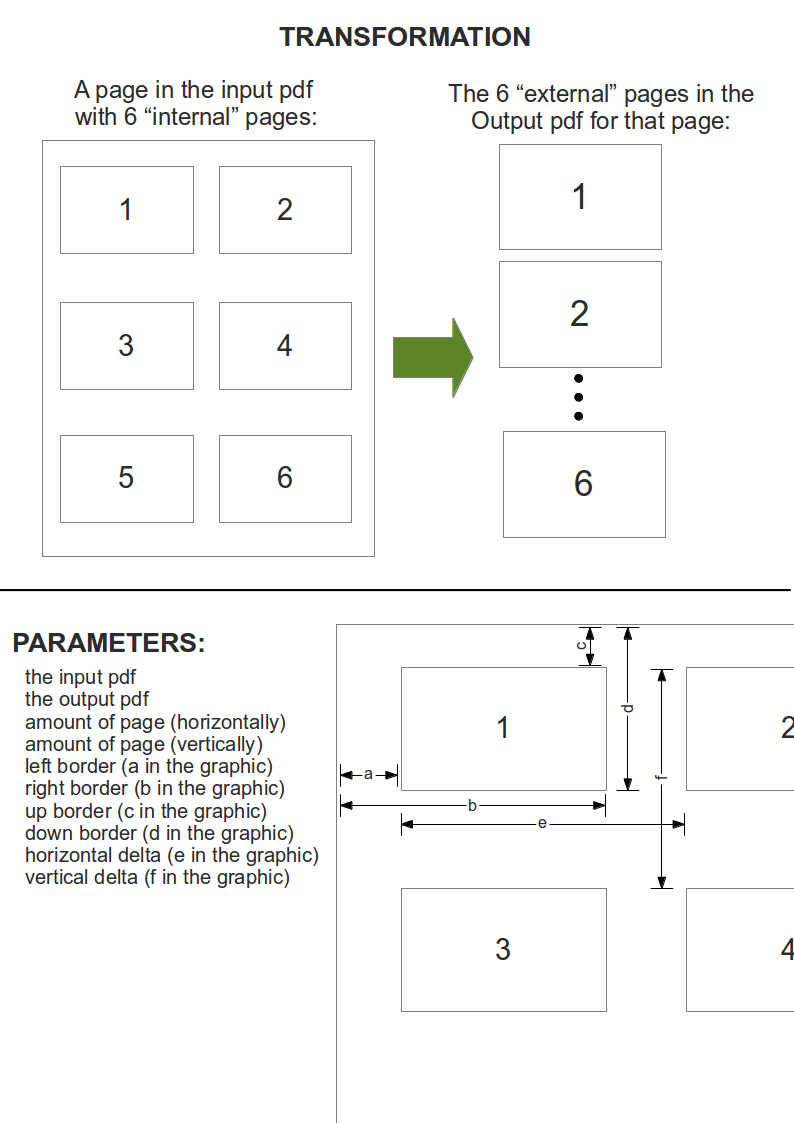 TRANSFORMATION
A page in the input pdf
with 6 “internal” pages:
The 6 “external” pages in the
Output pdf for that page:
1
2
3
4
5
6
1
2
6
PARAMETERS:
the input pdf
the output pdf
amount of page (horizontally)
amount of page (vertically)
left border (a in the graphic)
right border (b in the graphic)
up border (c in the graphic)
down border (d in the graphic)
horizontal delta (e in the graphic)
vertical delta (f in the graphic)
c
d
1
2
f
a
b
e
3
4